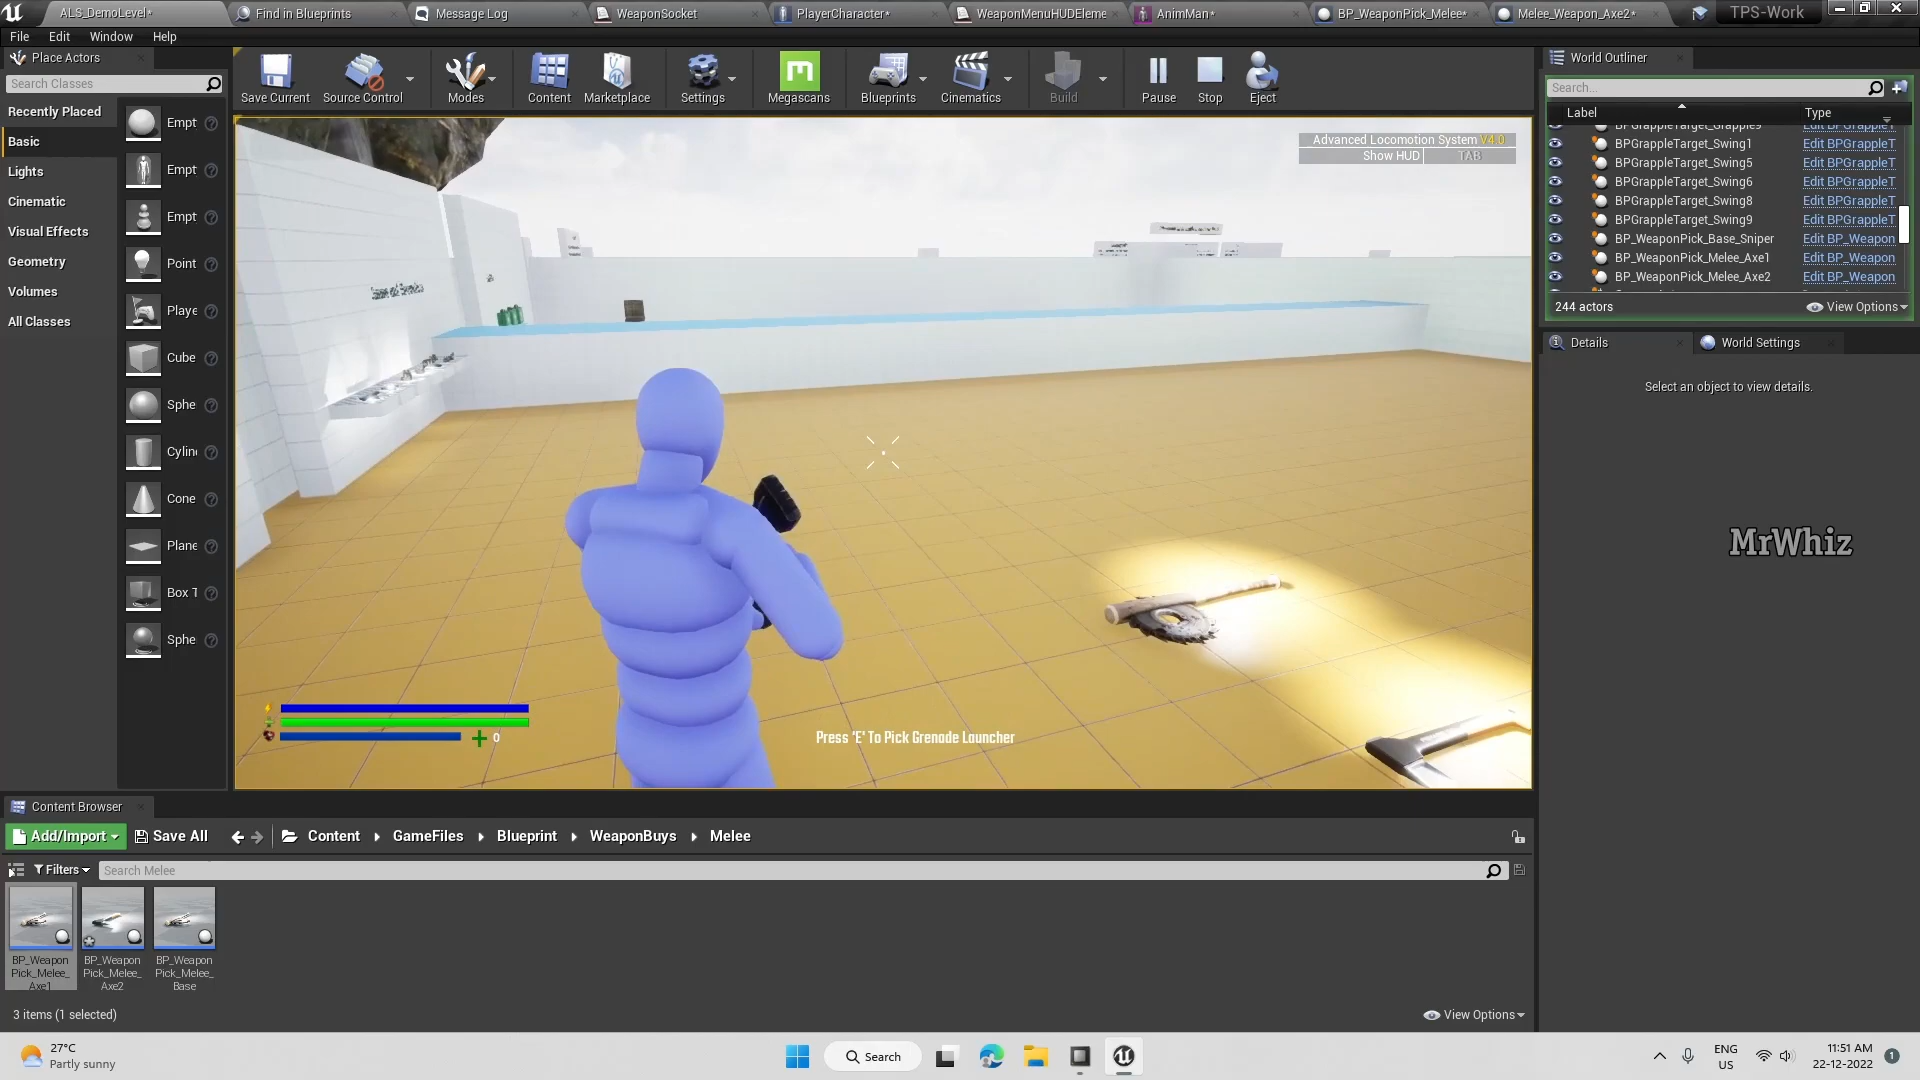 ALS_DemoLevel*
Find in Blueprints
Message Log
WeaponSocket
PlayerCharacter*
WeaponMenuHUDEleme
AnimMan*
BP_WeaponPick_Melee*
Melee_Weapon_Axe2*
TPS-Work
File
Edit
Window
Help
Place Actors
Search Classes
Recently Placed
Basic
Lights
Cinematic
Visual Effects
Geometry
Volumes
All Classes
Empt
Empt
Empt
Point
Playe
Cube
Sphe
Cylin
Cone
Plane
Box T
Sphe
Save Current
Source Control
Modes
Content
Marketplace
Settings
Megascans
Blueprints
Cinematics
Build
Pause
Stop
Eject
Advanced Locomotion System V4.0
Show HUD
TAB
0
Press 'E' To Pick Grenade Launcher
World Outliner
Search...
Label
Type
BPGrappleTarget_Grapple9
Edit BPGrappleT
BPGrappleTarget_Swing1
Edit BPGrappleT
BPGrappleTarget_Swing5
Edit BPGrappleT
BPGrappleTarget_Swing6
Edit BPGrappleT
BPGrappleTarget_Swing8
Edit BPGrappleT
BPGrappleTarget_Swing9
Edit BPGrappleT
BP_WeaponPick_Base_Sniper
Edit BP_Weapon
BP_WeaponPick_Melee_Axe1
Edit BP_Weapon
BP_WeaponPick_Melee_Axe2
Edit BP_Weapon
244 actors
View Options
Details
World Settings
Select an object to view details.
MrWhiz
Content Browser
Add/Import
Save All
Content
GameFiles
Blueprint
WeaponBuys
Melee
Filters
Search Melee
BP_Weapon
Pick_Melee_
Axe1
BP_Weapon
Pick_Melee_
Axe2
BP_Weapon
Pick_Melee_
Base
3 items (1 selected)
View Options
27°C
Partly sunny
Search
ENG
US
11:51 AM
22-12-2022
1